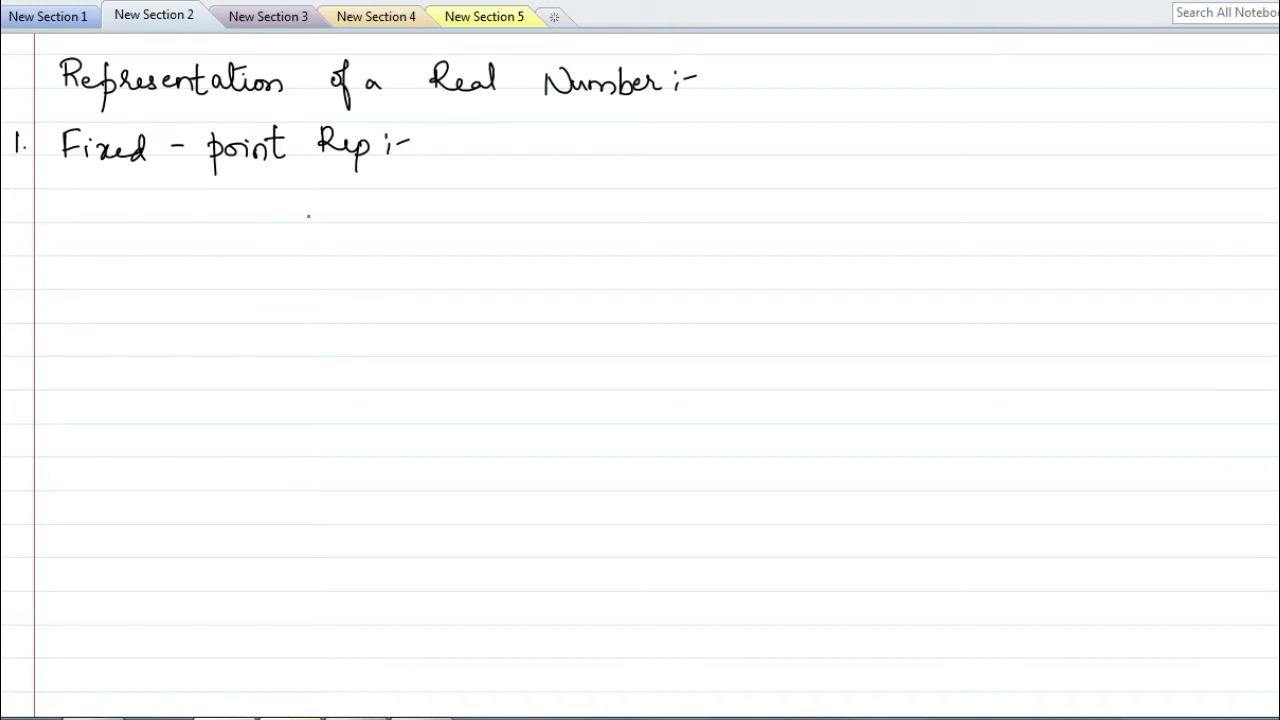 New Section 1 New Section 2 New Section 3 New Section 4 New Section 5 Search All Notebo
Representation of a Real Number :-
1. Fixed - point Rep :-